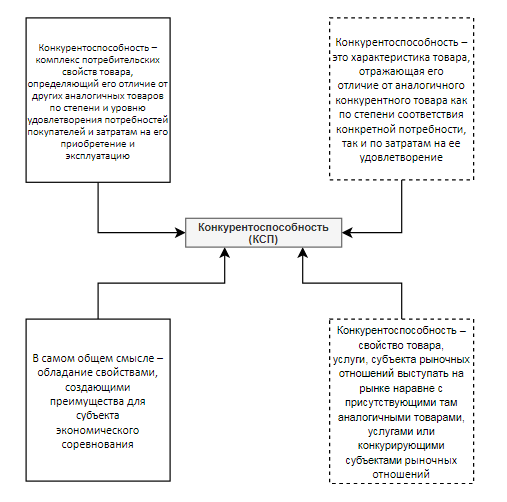 Конкурентоспособность –
комплекс потребительских
свойств товара,
определяющий его отличие от
других аналогичных товаров
по степени и уровню
удовлетворения потребностей
покупателей и затратам на его
приобретение и
эксплуатацию
Конкурентоспособность –
это характеристика товара,
отражающая его
отличие от аналогичного
конкурентного товара как
по степени соответствия
конкретной потребности,
так и по затратам на ее
удовлетворение
Конкурентоспособность
(КСП)
В самом общем смысле –
обладание свойствами,
создающими
преимущества для
субъекта
экономического
соревнования
Конкурентоспособность –
свойство товара,
услуги, субъекта рыночных
отношений выступать на
рынке наравне с
присутствующими там
аналогичными товарами,
услугами или
конкурирующими
субъектами рыночных
отношений